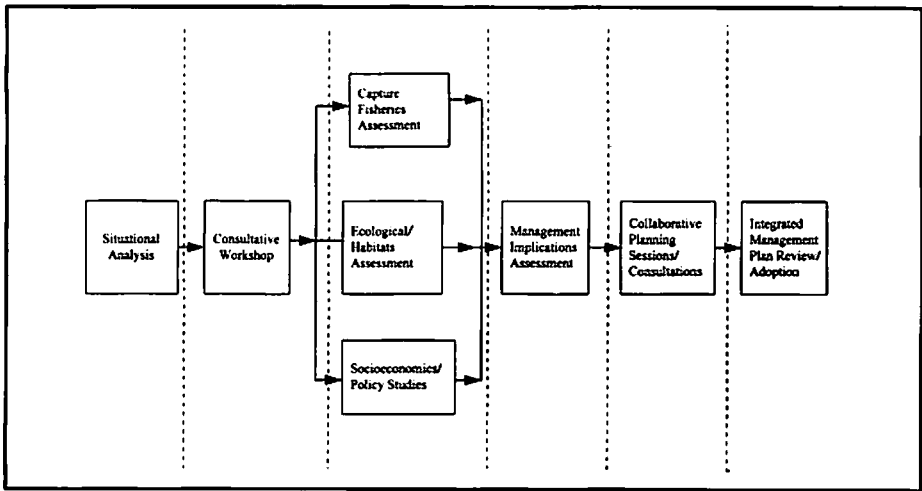 Situational
Analysis
Consultative
Workshop
Capture
Fisheries
Assessment
Ecological/
Habitats
Assessment
Socioeconomics/
Policy Studies
Management
Implications
Assessment
Collaborative
Planning
Sessions/
Consultations
Integrated
Management
Plan Review/
Adoption